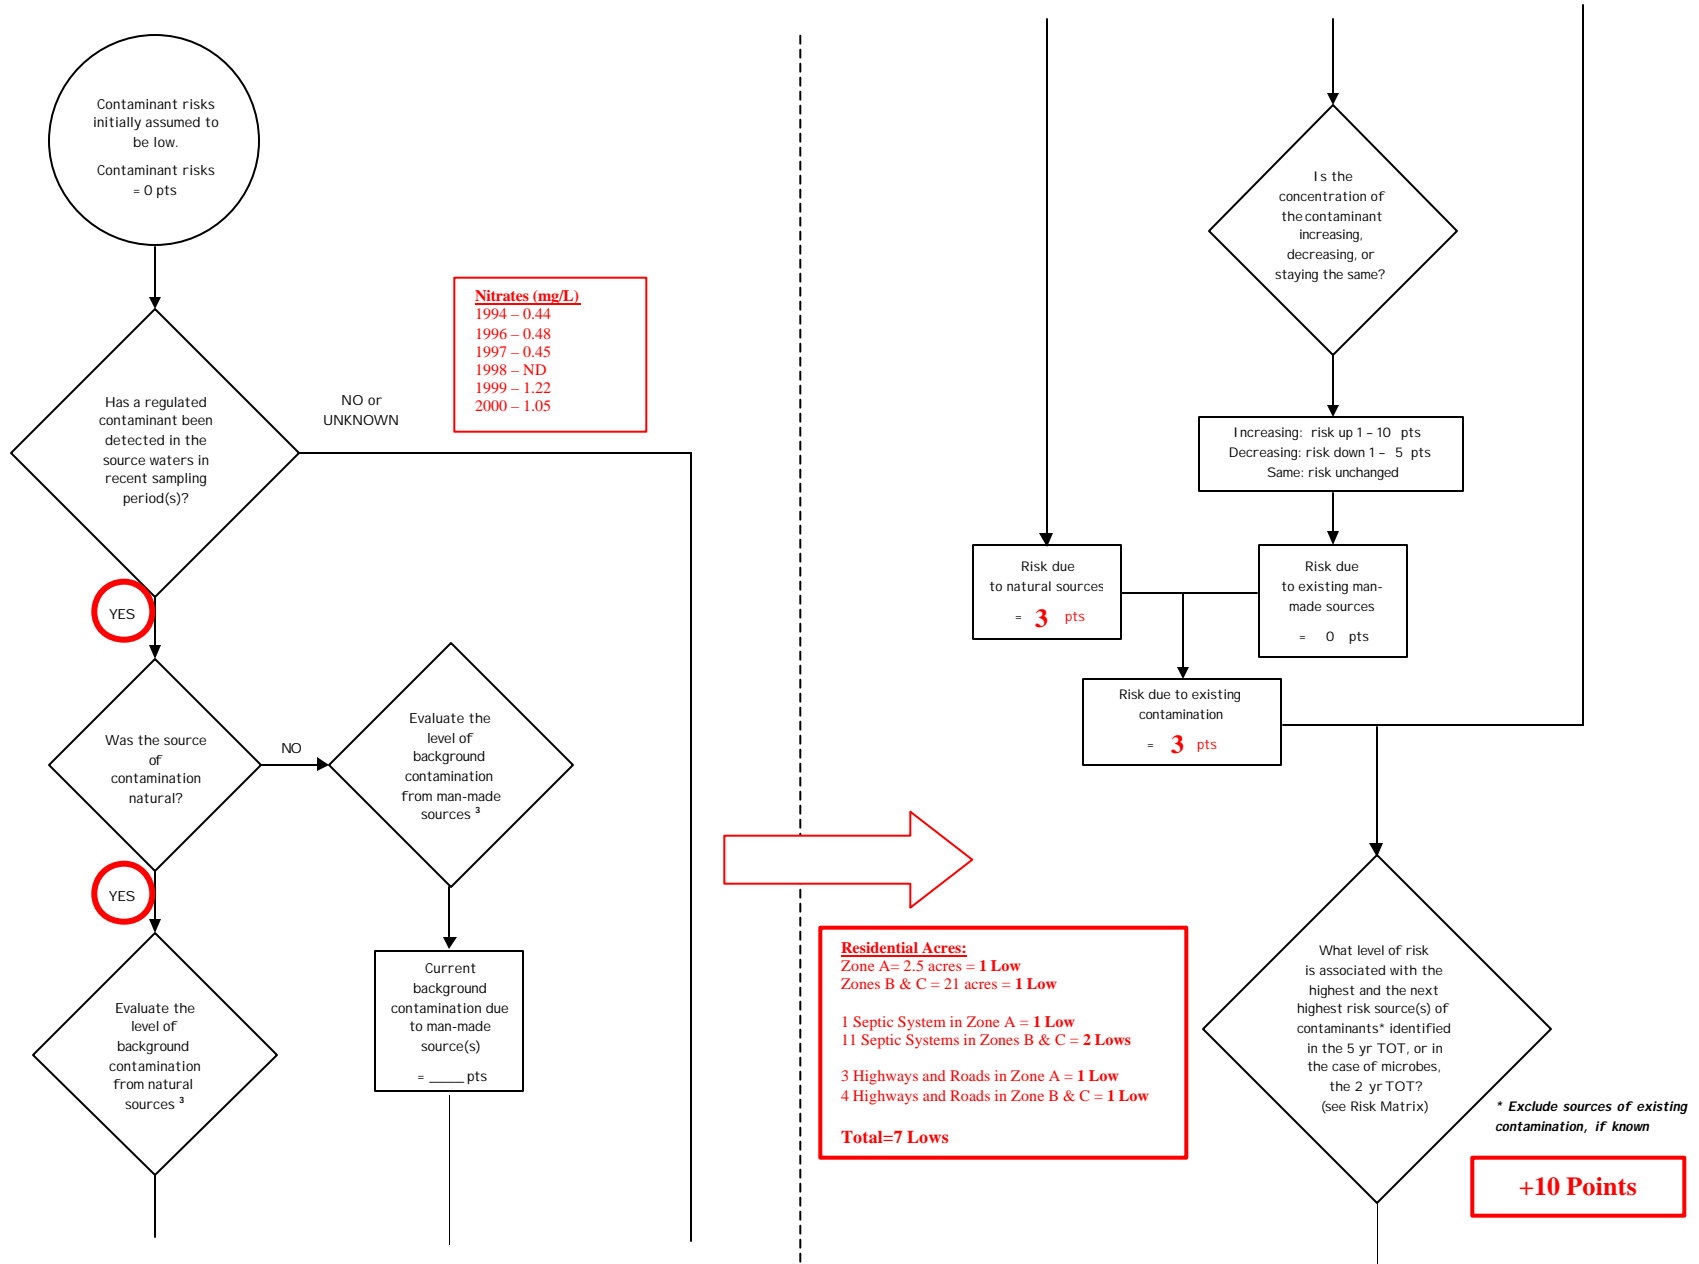 Contaminant risks
initially assumed to
be low.
Contaminant risks
= 0 pts
Nitrates (mg/L)
1994 – 0.44
1996 – 0.48
1997 – 0.45
1998 – ND
1999 – 1.22
2000 – 1.05
Has a regulated
contaminant been
detected in the
source waters in
recent sampling
period(s)?
NO or
UNKNOWN
YES
Was the source
of
contamination
natural?
NO
Evaluate the
level of
background
contamination
from man-made
sources ³
YES
Evaluate the
level of
background
contamination
from natural
sources ³
Current
background
contamination due
to man-made
source(s)
= _____ pts
Is the
concentration of
the contaminant
increasing,
decreasing, or
staying the same?
Increasing: risk up 1 – 10 pts
Decreasing: risk down 1 – 5 pts
Same: risk unchanged
Risk due
to natural sources
= 3 pts
Risk due
to existing man-
made sources
= 0 pts
Risk due to existing
contamination
= 3 pts
Residential Acres:
Zone A= 2.5 acres = 1 Low
Zones B & C = 21 acres = 1 Low
1 Septic System in Zone A = 1 Low
11 Septic Systems in Zones B & C = 2 Lows
3 Highways and Roads in Zone A = 1 Low
4 Highways and Roads in Zone B & C = 1 Low
Total=7 Lows
What level of risk
is associated with the
highest and the next
highest risk source(s) of
contaminants* identified
in the 5 yr TOT, or in
the case of microbes,
the 2 yr TOT?
(see Risk Matrix)
* Exclude sources of existing
contamination, if known
+10 Points